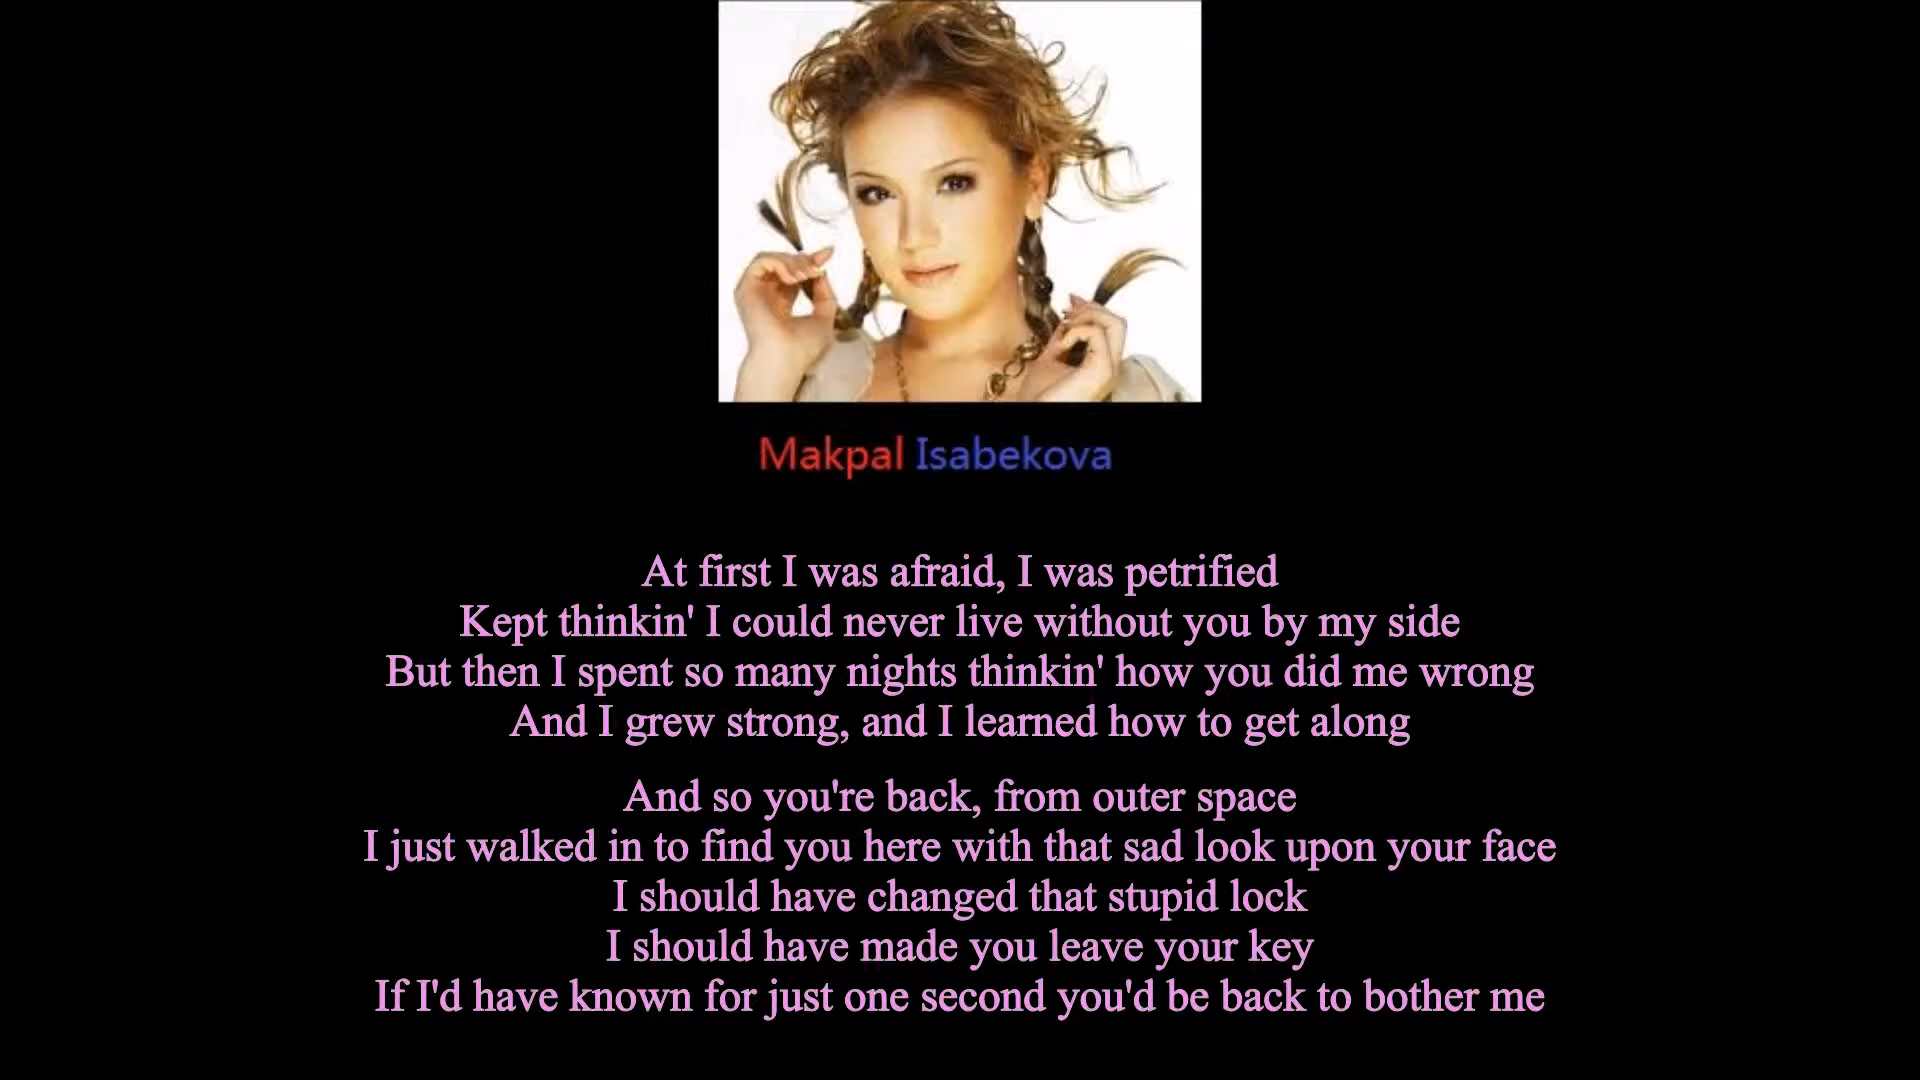 Makpal Isabekova
At first I was afraid, I was petrified
Kept thinkin' I could never live without you by my side
But then I spent so many nights thinkin' how you did me wrong
And I grew strong, and I learned how to get along
And so you're back, from outer space
I just walked in to find you here with that sad look upon your face
I should have changed that stupid lock
I should have made you leave your key
If I'd have known for just one second you'd be back to bother me